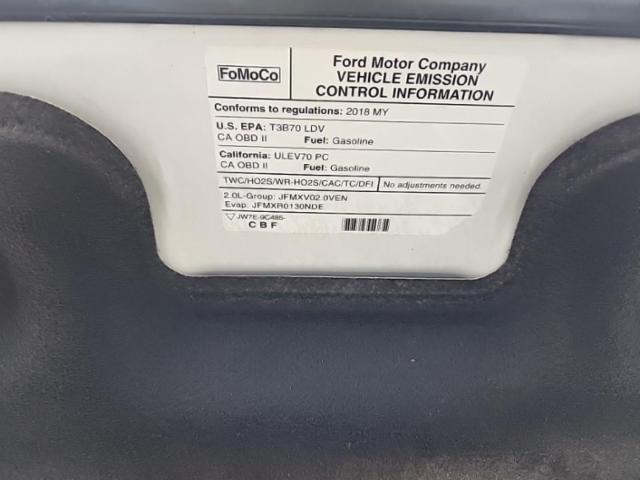 FoMoCo
Ford Motor Company
VEHICLE EMISSION
CONTROL INFORMATION
Conforms to regulations: 2018 MY
U.S. EPA: T3B70 LDV
CA OBD II Fuel: Gasoline
California: ULEV70 PC
CA OBD II Fuel: Gasoline
TWC/HO2S/WR-HO2S/CAC/TC/DFI No adjustments needed.
2.0L-Group: JFMXV02.0VEN
Evap: JFMXR0130NDE
JW7E-9C485-
CBF